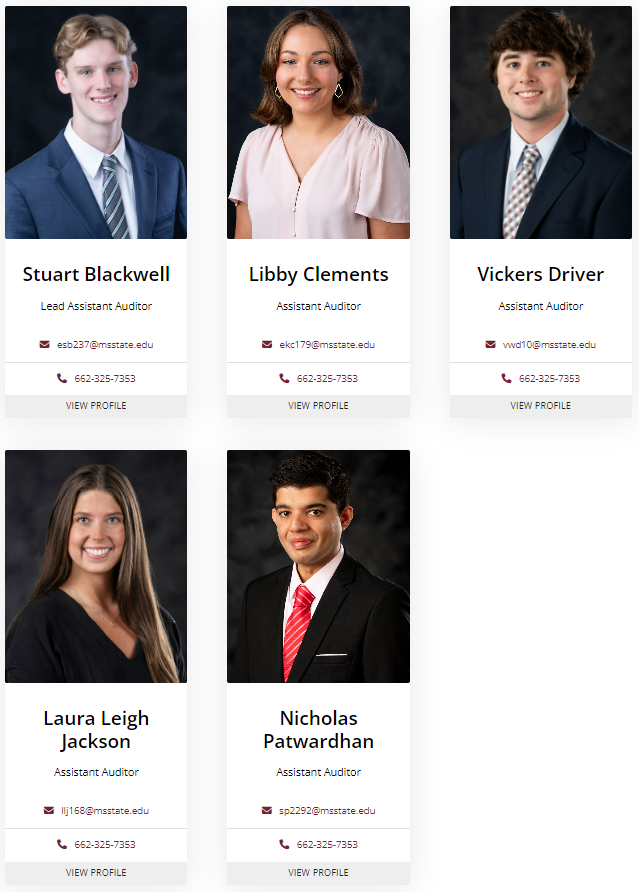 Stuart Blackwell
Lead Assistant Auditor
esb237@msstate.edu
662-325-7353
VIEW PROFILE
Libby Clements
Assistant Auditor
ekc179@msstate.edu
662-325-7353
VIEW PROFILE
Vickers Driver
Assistant Auditor
vwd10@msstate.edu
662-325-7353
VIEW PROFILE
Laura Leigh
Jackson
Assistant Auditor
llj168@msstate.edu
662-325-7353
VIEW PROFILE
Nicholas
Patwardhan
Assistant Auditor
sp2292@msstate.edu
662-325-7353
VIEW PROFILE